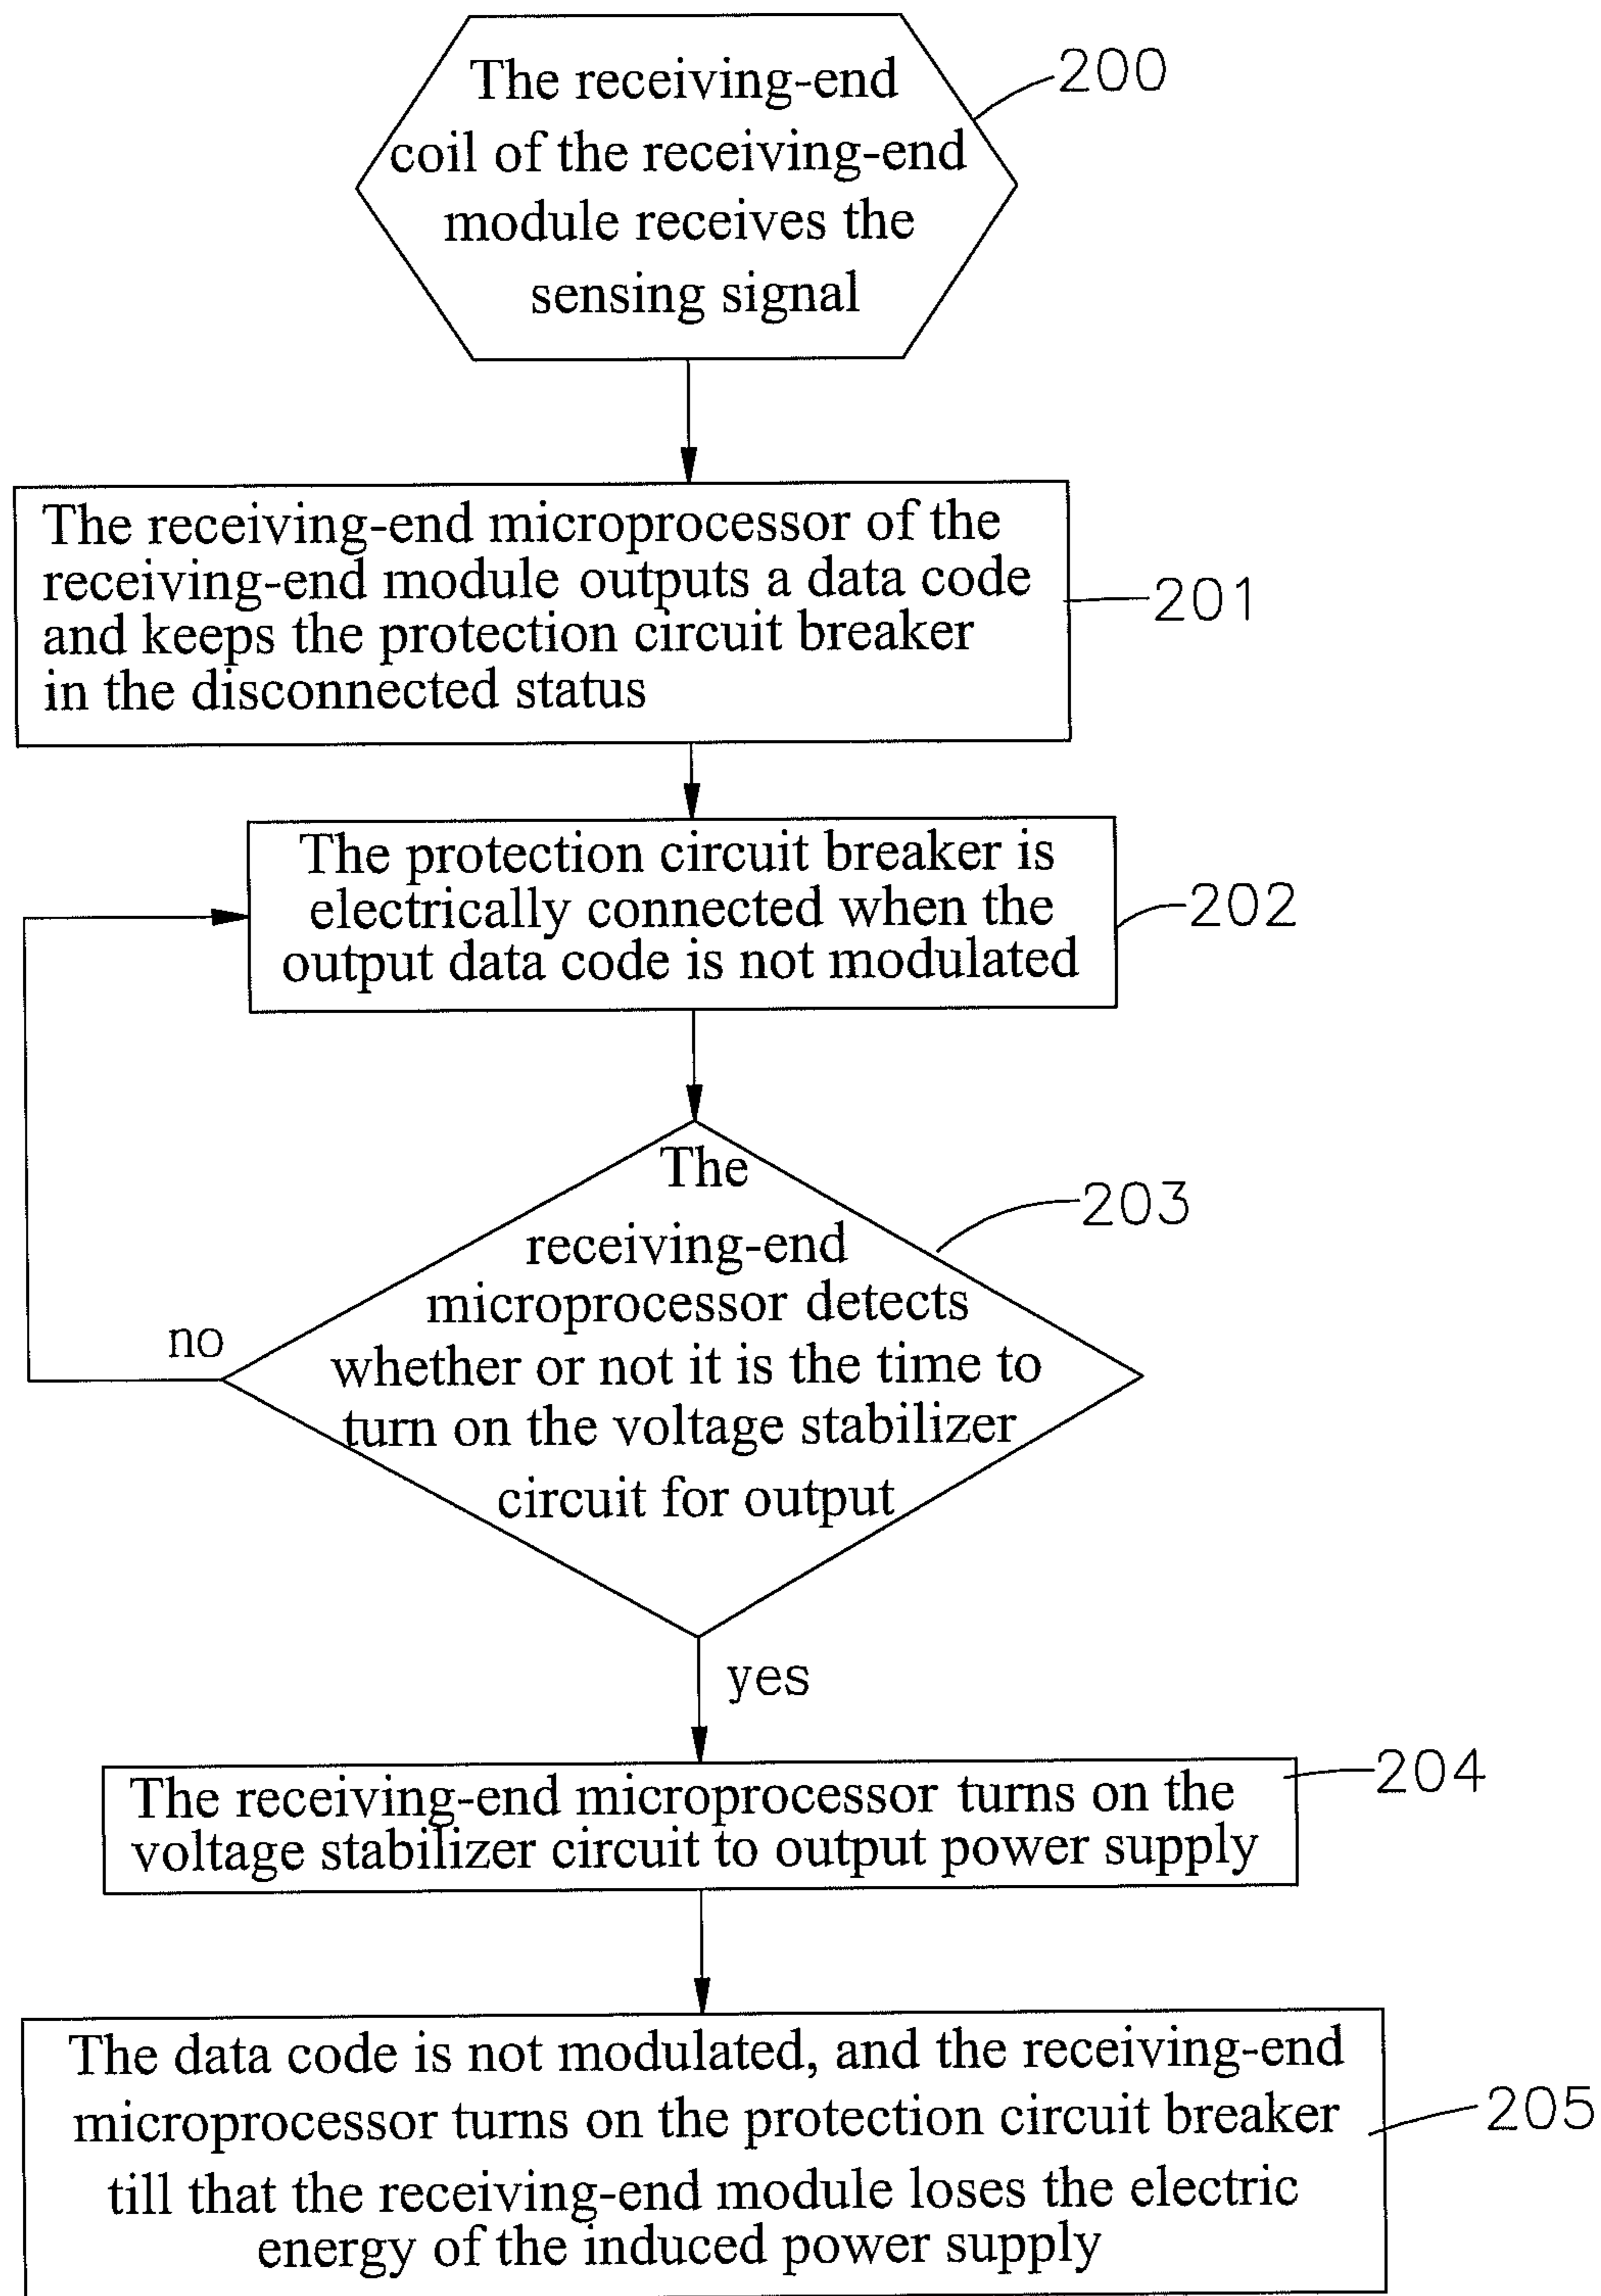 The receiving-end
coil of the receiving-end
module receives the
sensing signal
200
The receiving-end microprocessor of the
receiving-end module outputs a data code
and keeps the protection circuit breaker
in the disconnected status
201
The protection circuit breaker is
electrically connected when the
output data code is not modulated
202
The
receiving-end
microprocessor detects
whether or not it is the time to
turn on the voltage stabilizer
circuit for output
203
no
yes
The receiving-end microprocessor turns on the
voltage stabilizer circuit to output power supply
204
The data code is not modulated, and the receiving-end
microprocessor turns on the protection circuit breaker
till that the receiving-end module loses the electric
energy of the induced power supply
205